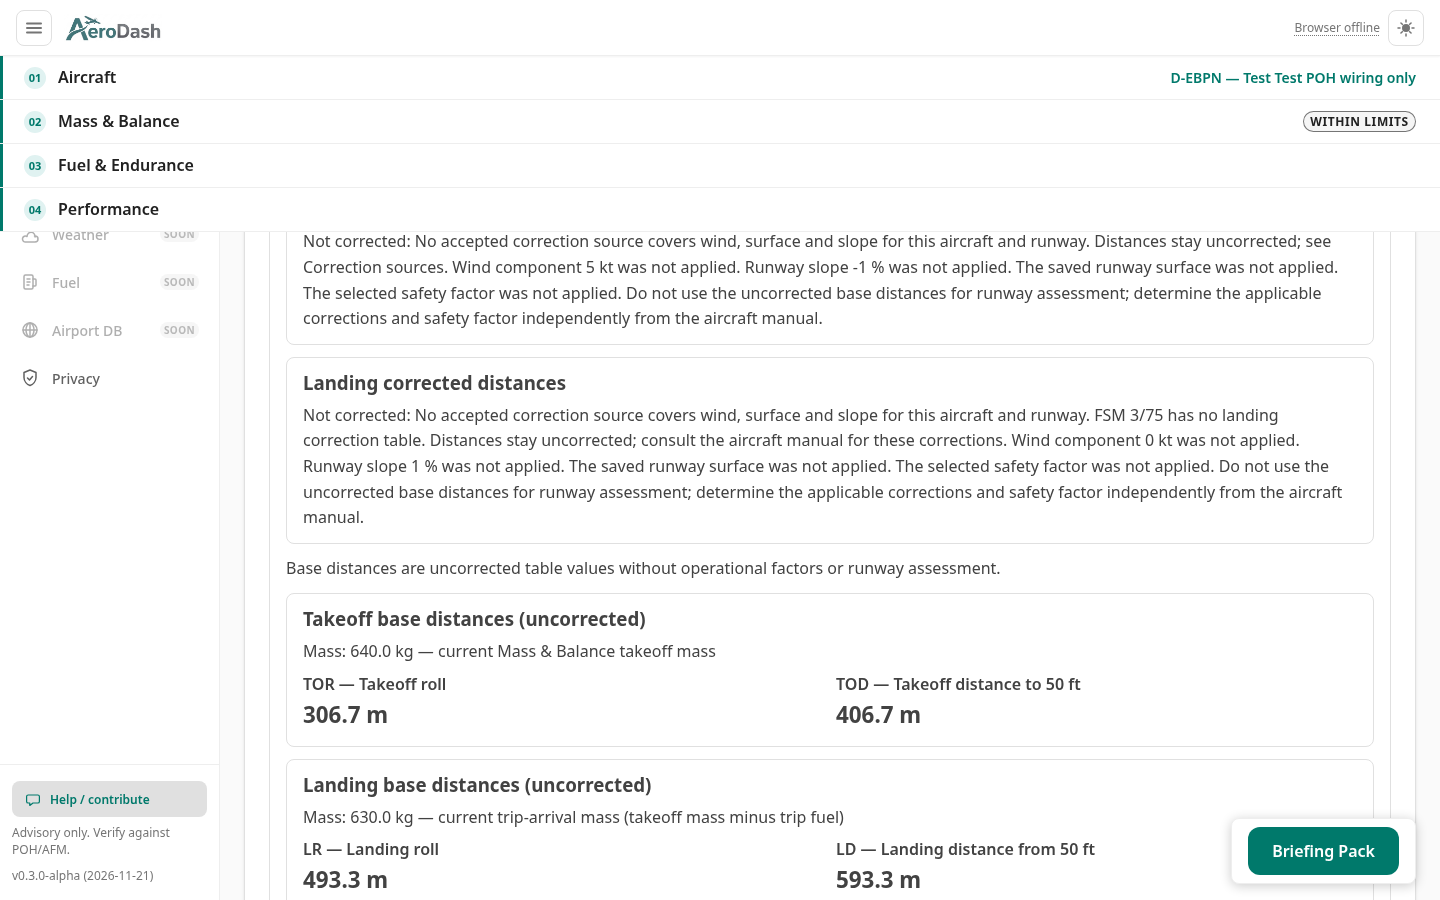 AeroDash
Browser offline
01 Aircraft
D-EBPN — Test Test POH wiring only
02 Mass & Balance
WITHIN LIMITS
03 Fuel & Endurance
04 Performance
Weather SOON
Fuel SOON
Airport DB SOON
Privacy
Help / contribute
Advisory only. Verify against
POH/AFM.
v0.3.0-alpha (2026-11-21)
Not corrected: No accepted correction source covers wind, surface and slope for this aircraft and runway. Distances stay uncorrected; see
Correction sources. Wind component 5 kt was not applied. Runway slope -1 % was not applied. The saved runway surface was not applied.
The selected safety factor was not applied. Do not use the uncorrected base distances for runway assessment; determine the applicable
corrections and safety factor independently from the aircraft manual.
Landing corrected distances
Not corrected: No accepted correction source covers wind, surface and slope for this aircraft and runway. FSM 3/75 has no landing
correction table. Distances stay uncorrected; consult the aircraft manual for these corrections. Wind component 0 kt was not applied.
Runway slope 1 % was not applied. The saved runway surface was not applied. The selected safety factor was not applied. Do not use the
uncorrected base distances for runway assessment; determine the applicable corrections and safety factor independently from the aircraft
manual.
Base distances are uncorrected table values without operational factors or runway assessment.
Takeoff base distances (uncorrected)
Mass: 640.0 kg — current Mass & Balance takeoff mass
TOR — Takeoff roll
306.7 m
TOD — Takeoff distance to 50 ft
406.7 m
Landing base distances (uncorrected)
Mass: 630.0 kg — current trip-arrival mass (takeoff mass minus trip fuel)
LR — Landing roll
493.3 m
LD — Landing distance from 50 ft
593.3 m
Briefing Pack